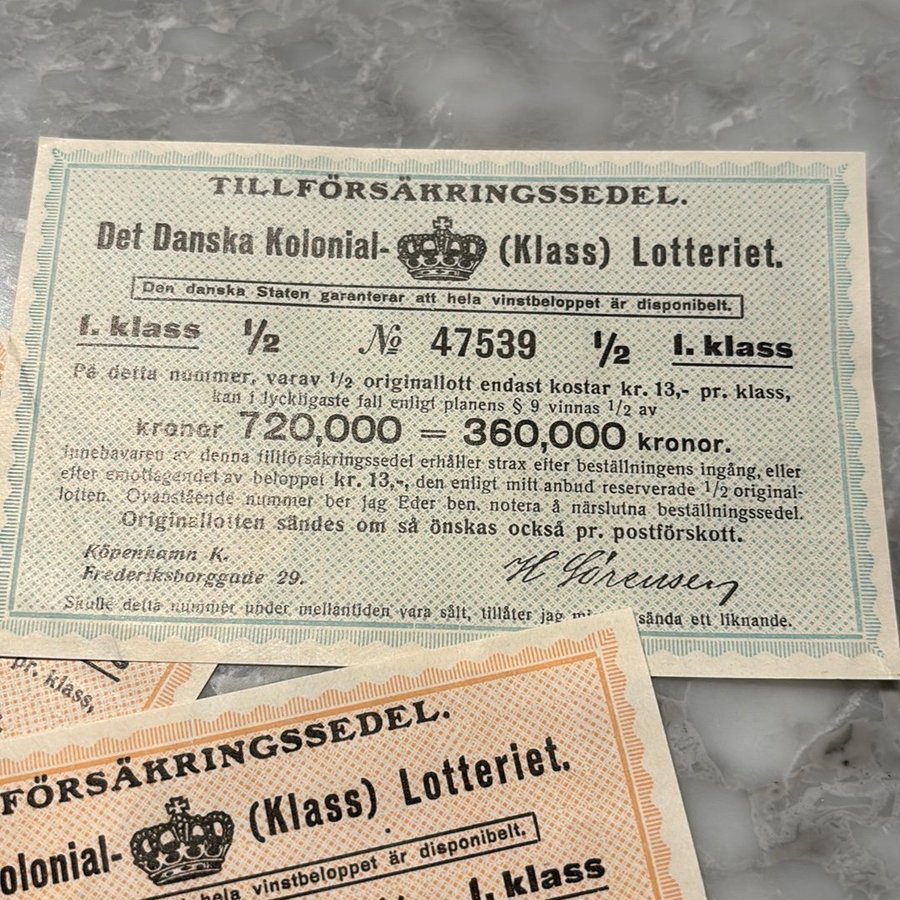 TILLFÖRSÄKRINGSSEDEL.
Det Danska Kolonial- (Klass) Lotteriet.
Den danska Staten garanterar att hela vinstbeloppet är disponibelt.
I. klass 1/2 No 47539 1/2 I. klass
På detta nummer, varav 1/2 originallott endast kostar kr. 13,- pr. klass,
kan i lyckligaste fall enligt planens § 9 vinnas 1/2 av
kronor 720,000 = 360,000 kronor.
Innehavaren av denna tillförsäkringssedel erhåller strax efter beställningens ingång, eller
efter emottagandet av beloppet kr. 13,-, den enligt mitt anbud reserverade 1/2 original-
lotten. Ovanstående nummer ber jag Eder ben. notera å närslutna beställningssedel.
Originallotten sändes om så önskas också pr. postförskott.
Köpenhamn K.
Frederiksborggade 29.
H Sörensen
Skulle detta nummer under mellantiden vara sålt, tillåter jag sända ett liknande.
pr. klass,
FÖRSÄKRINGSSEDEL.
olonial- (Klass) Lotteriet.
hela vinstbeloppet är disponibelt.
I. klass